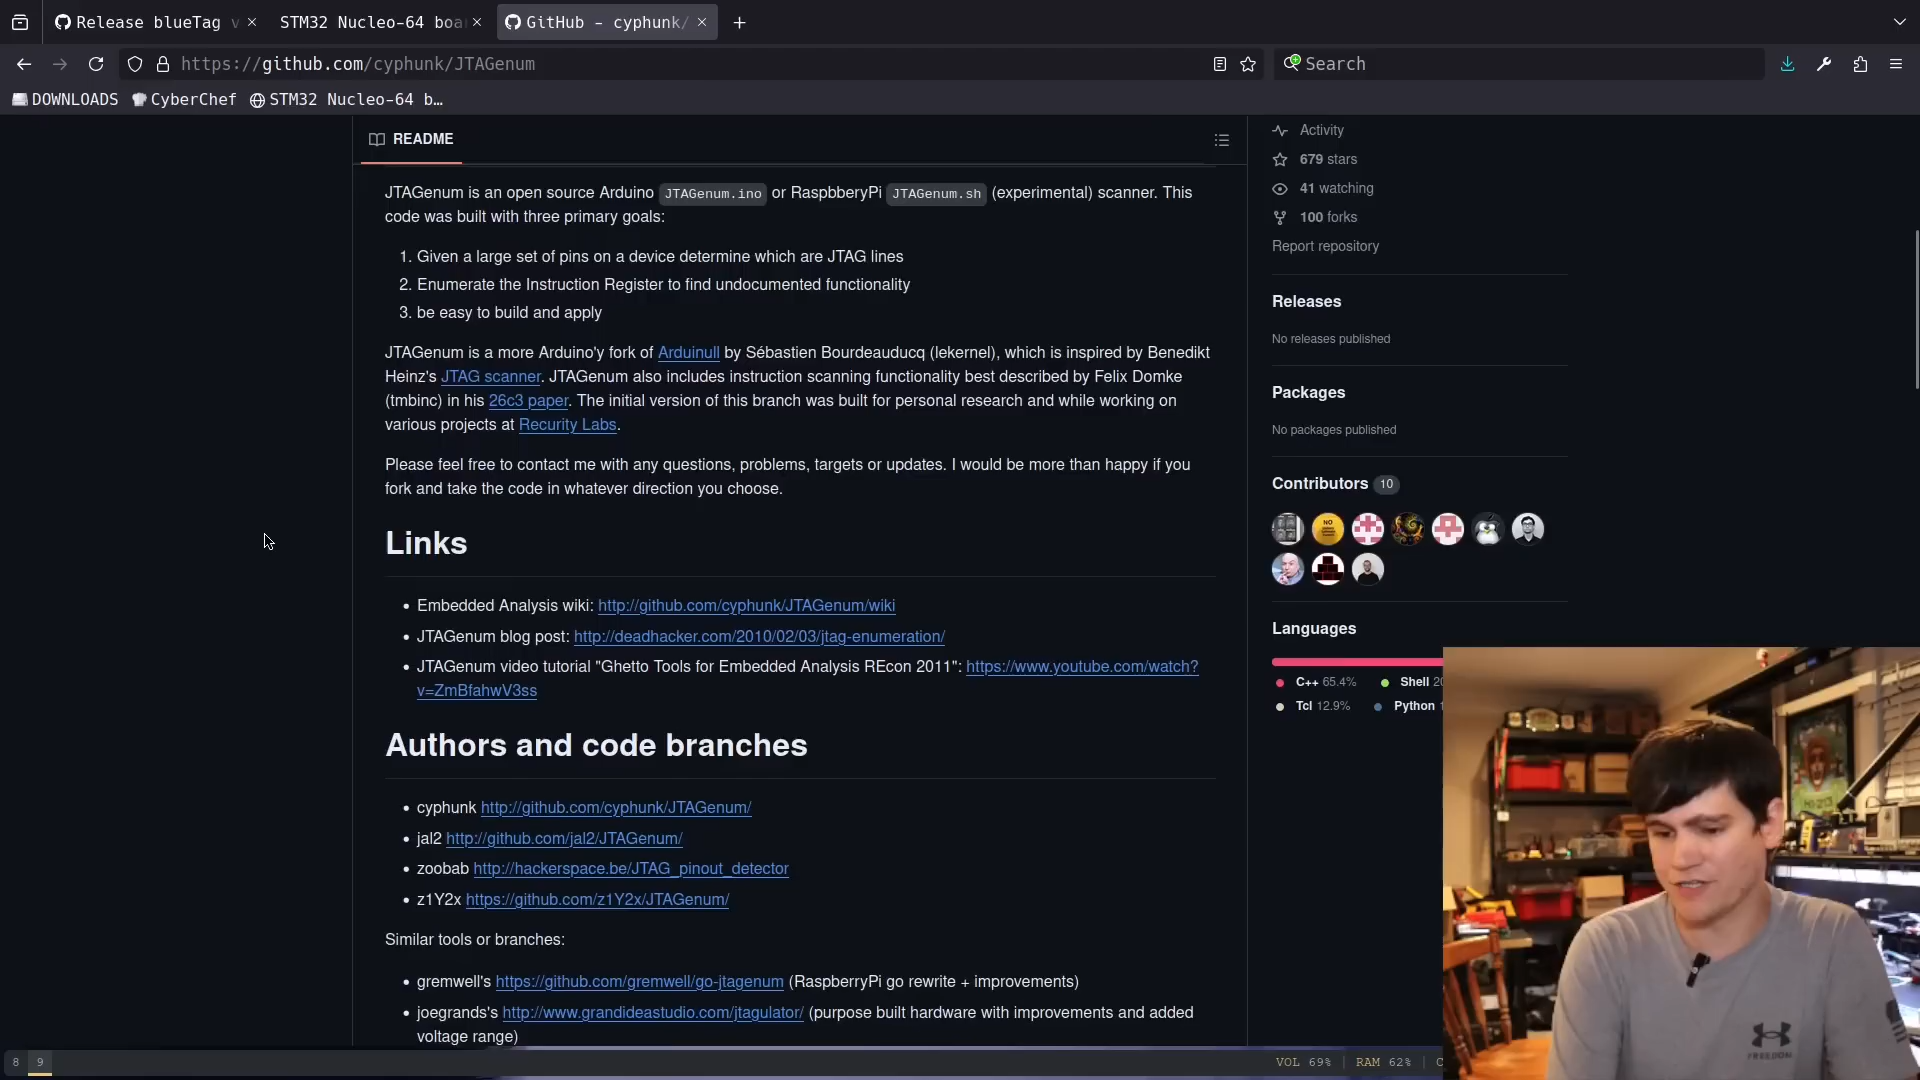 Release blueTag v
STM32 Nucleo-64 boa
GitHub - cyphunk/
https://github.com/cyphunk/JTAGenum
Search
DOWNLOADS
CyberChef
STM32 Nucleo-64 b...
README
JTAGenum is an open source Arduino JTAGenum.ino or RaspbberyPi JTAGenum.sh (experimental) scanner. This
code was built with three primary goals:
1. Given a large set of pins on a device determine which are JTAG lines
2. Enumerate the Instruction Register to find undocumented functionality
3. be easy to build and apply
JTAGenum is a more Arduino'y fork of Arduinull by Sébastien Bourdeauducq (lekernel), which is inspired by Benedikt
Heinz's JTAG scanner. JTAGenum also includes instruction scanning functionality best described by Felix Domke
(tmbinc) in his 26c3 paper. The initial version of this branch was built for personal research and while working on
various projects at Recurity Labs.
Please feel free to contact me with any questions, problems, targets or updates. I would be more than happy if you
fork and take the code in whatever direction you choose.
Links
• Embedded Analysis wiki: http://github.com/cyphunk/JTAGenum/wiki
• JTAGenum blog post: http://deadhacker.com/2010/02/03/jtag-enumeration/
• JTAGenum video tutorial "Ghetto Tools for Embedded Analysis REcon 2011": https://www.youtube.com/watch?
v=ZmBfahwV3ss
Authors and code branches
• cyphunk http://github.com/cyphunk/JTAGenum/
• jal2 http://github.com/jal2/JTAGenum/
• zoobab http://hackerspace.be/JTAG_pinout_detector
• z1Y2x https://github.com/z1Y2x/JTAGenum/
Similar tools or branches:
• gremwell's https://github.com/gremwell/go-jtagenum (RaspberryPi go rewrite + improvements)
• joegrands's http://www.grandideastudio.com/jtagulator/ (purpose built hardware with improvements and added
voltage range)
Activity
679 stars
41 watching
100 forks
Report repository
Releases
No releases published
Packages
No packages published
Contributors 10
Languages
C++ 65.4%
Shell
Tcl 12.9%
Python
8
9
VOL 69% | RAM 62% | C
FREEDOM